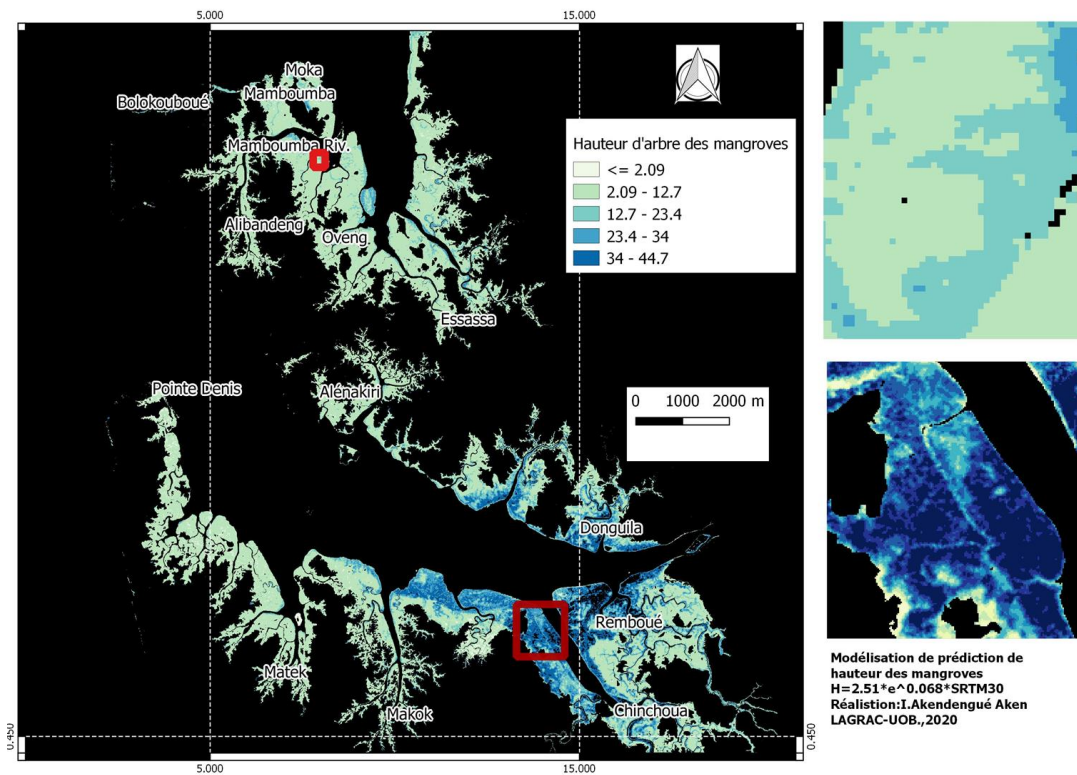 5.000
15.000
Moka
Mamboumba
Bolokouboué
Mamboumba Riv.
Alibandeng
Oveng
Essassa
Hauteur d'arbre des mangroves
<= 2.09
2.09 - 12.7
12.7 - 23.4
23.4 - 34
34 - 44.7
Pointe Denis
Alénakiri
0 1000 2000 m
Donguila
Remboué
Matek
Makok
Chinchoua
0.450
0.450
5.000
15.000
Modélisation de prédiction de
hauteur des mangroves
H=2.51*e^0.068*SRTM30
Réalistion:I.Akendengué Aken
LAGRAC-UOB.,2020